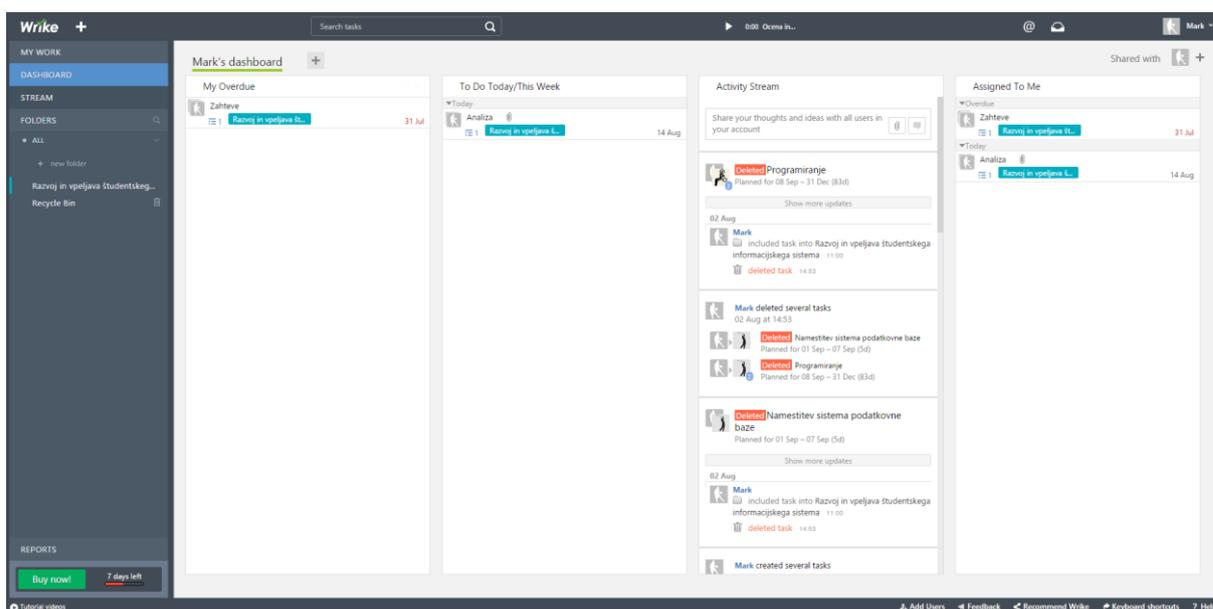 Wrike +
Search tasks
0:00 Ocena in...
@
Mark
MY WORK
DASHBOARD
STREAM
FOLDERS
ALL
+ new folder
Razvoj in vpeljava študentskeg...
Recycle Bin
REPORTS
Buy now!
7 days left
Tutorial videos
Mark's dashboard +
Shared with +
My Overdue
Zahteve
1 Razvoj in vpeljava št...
31 Jul
To Do Today/This Week
Today
Analiza
1 Razvoj in vpeljava š...
14 Aug
Activity Stream
Share your thoughts and ideas with all users in
your account
Deleted Programiranje
Planned for 08 Sep – 31 Dec (83d)
Show more updates
02 Aug
Mark
included task into Razvoj in vpeljava študentskega
informacijskega sistema 11:00
deleted task 14:53
Mark deleted several tasks
02 Aug at 14:53
Deleted Namestitev sistema podatkovne baze
Planned for 01 Sep – 07 Sep (5d)
Deleted Programiranje
Planned for 08 Sep – 31 Dec (83d)
Deleted Namestitev sistema podatkovne
baze
Planned for 01 Sep – 07 Sep (5d)
Show more updates
02 Aug
Mark
included task into Razvoj in vpeljava študentskega
informacijskega sistema 11:00
deleted task 14:53
Mark created several tasks
Assigned To Me
Overdue
Zahteve
1 Razvoj in vpeljava št...
31 Jul
Today
Analiza
1 Razvoj in vpeljava š...
14 Aug
Add Users
Feedback
Recommend Wrike
Keyboard shortcuts
? Hel